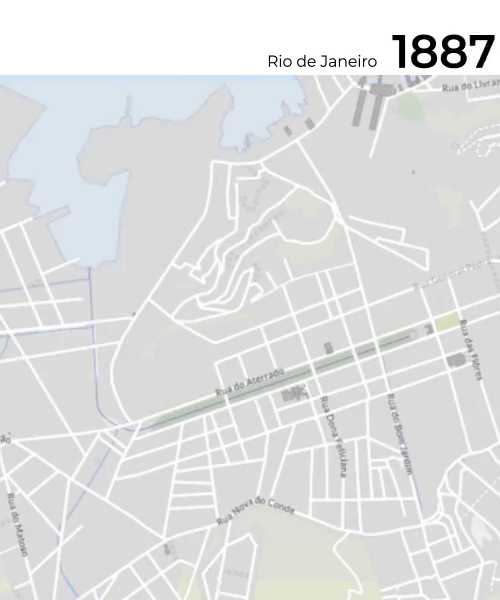 Rio de Janeiro 1887
Rua do Livram
Rua do Aterrado
Rua das Flores
Rua Dona Feliciana
Rua do Bom Jardim
Rua Nova do Conde
Rua do Matoso